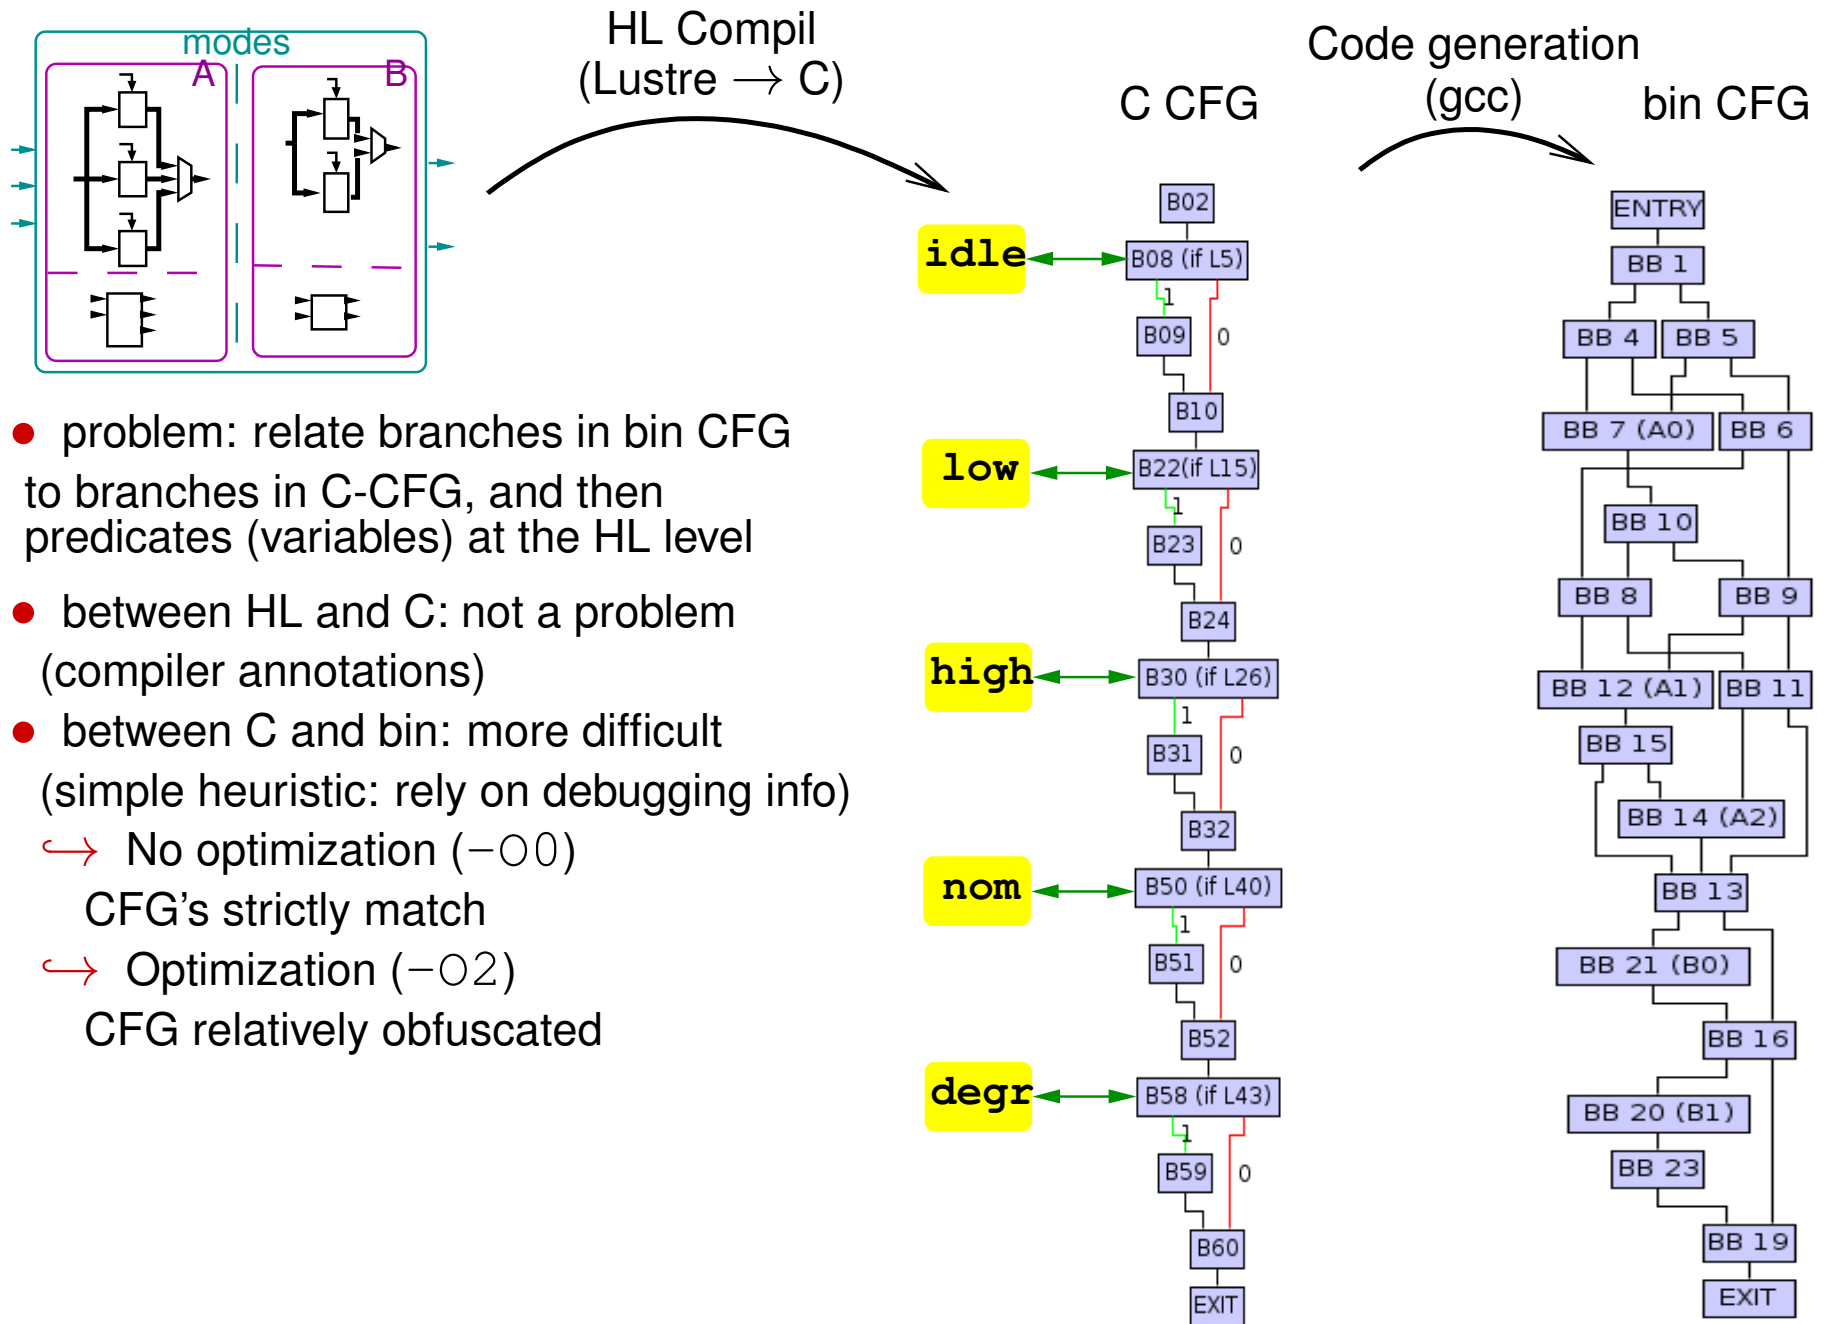 modes
A
B
HL Compil
(Lustre → C)
C CFG
Code generation
(gcc)
bin CFG
• problem: relate branches in bin CFG
to branches in C-CFG, and then
predicates (variables) at the HL level
• between HL and C: not a problem
(compiler annotations)
• between C and bin: more difficult
(simple heuristic: rely on debugging info)
↪ No optimization (-O0)
CFG's strictly match
↪ Optimization (-O2)
CFG relatively obfuscated
idle
low
high
nom
degr
B02
B08 (if L5)
1
B09
0
B10
B22(if L15)
1
B23
0
B24
B30 (if L26)
1
B31
0
B32
B50 (if L40)
1
B51
0
B52
B58 (if L43)
1
B59
0
B60
EXIT
ENTRY
BB 1
BB 4
BB 5
BB 7 (A0)
BB 6
BB 10
BB 8
BB 9
BB 12 (A1)
BB 11
BB 15
BB 14 (A2)
BB 13
BB 21 (B0)
BB 16
BB 20 (B1)
BB 23
BB 19
EXIT